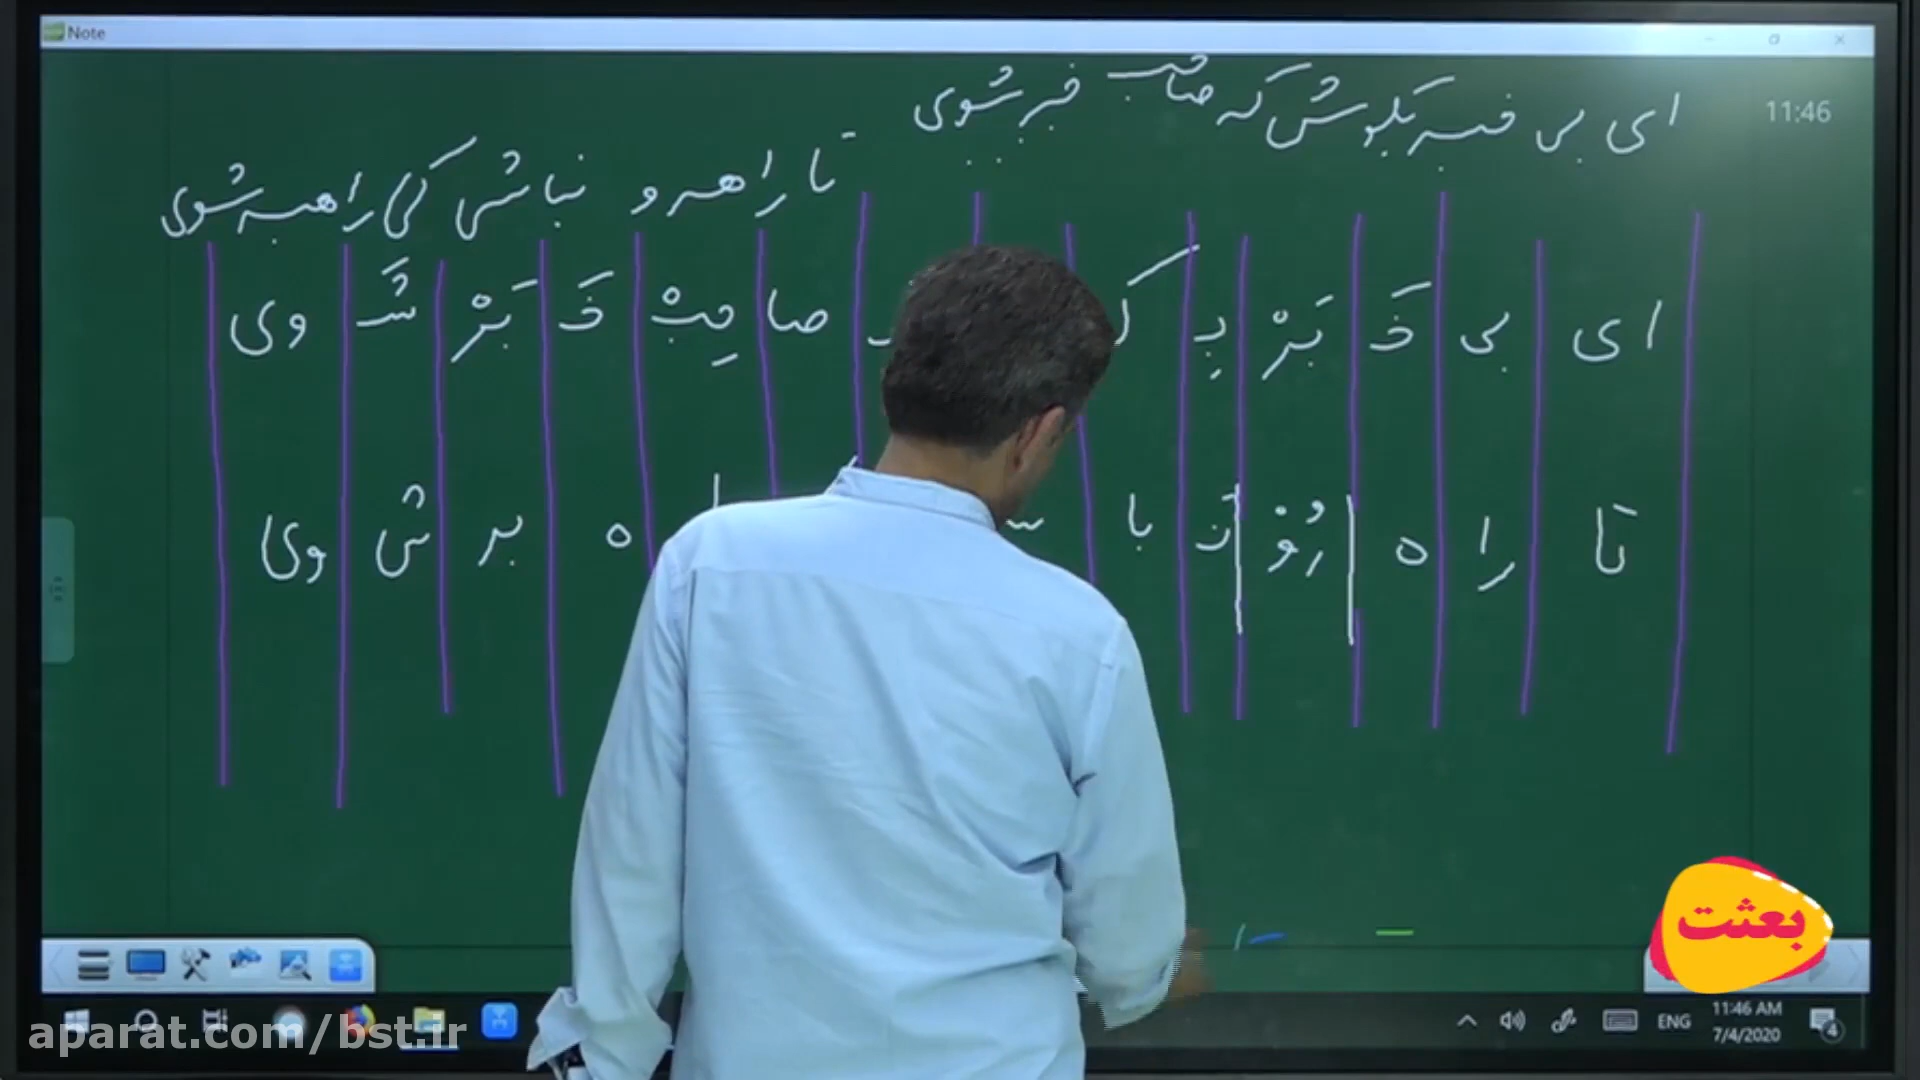 Note
11:46
ای بی خبر بکوش که صاحب خبر شوی
تا راهرو نباشی کی راهبر شوی
ای بی خَ بَرْ بِ صا حِبْ خَ بَرْ شَ وی
تا را ه رُوْ نَ با ه بر ش وی
بعثت
aparat.com/bst.ir
ENG
11:46 AM
7/4/2020
4